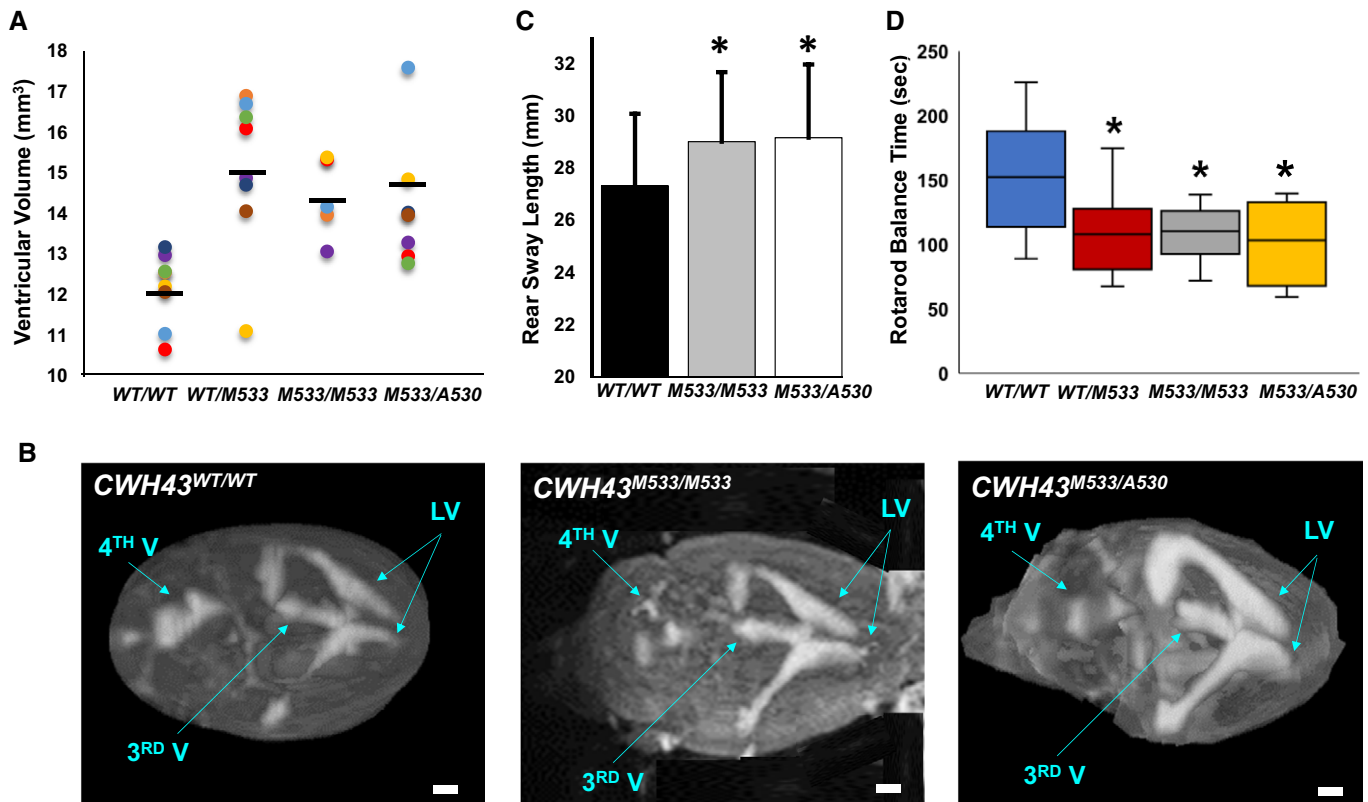 A
Ventricular Volume (mm³)
18
17
16
15
14
13
12
11
10
WT/WT WT/M533 M533/M533 M533/A530
C
Rear Sway Length (mm)
32
30
28
26
24
22
20
* *
WT/WT M533/M533 M533/A530
D
Rotarod Balance Time (sec)
250
200
150
100
50
0
* * *
WT/WT WT/M533 M533/M533 M533/A530
B
CWH43^WT/WT
LV
4TH V
3RD V
CWH43^M533/M533
LV
4TH V
3RD V
CWH43^M533/A530
LV
4TH V
3RD V